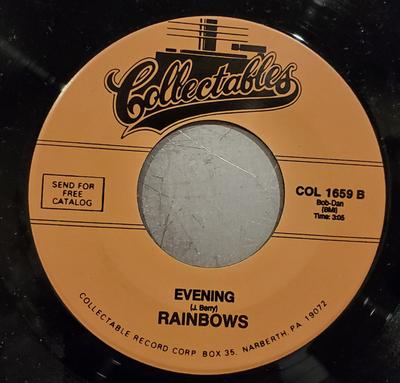 Collectables
SEND FOR
FREE
CATALOG
COL 1659 B
Bob-Dan
(BMI)
Time: 3:05
EVENING
(J. Berry)
RAINBOWS
COLLECTABLE RECORD CORP BOX 35. NARBERTH, PA 19072